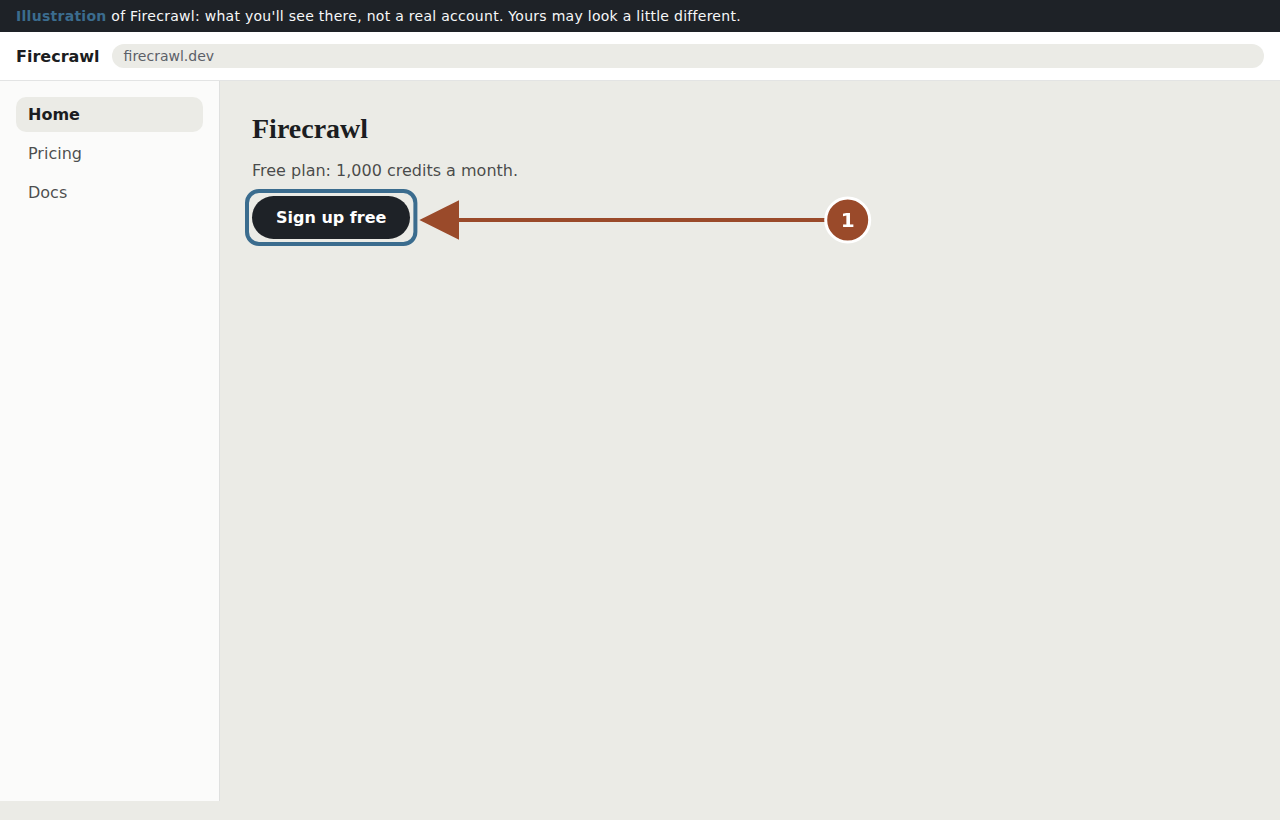 Illustration of Firecrawl: what you'll see there, not a real account. Yours may look a little different.
Firecrawl
firecrawl.dev
Home
Pricing
Docs
Firecrawl
Free plan: 1,000 credits a month.
Sign up free
1